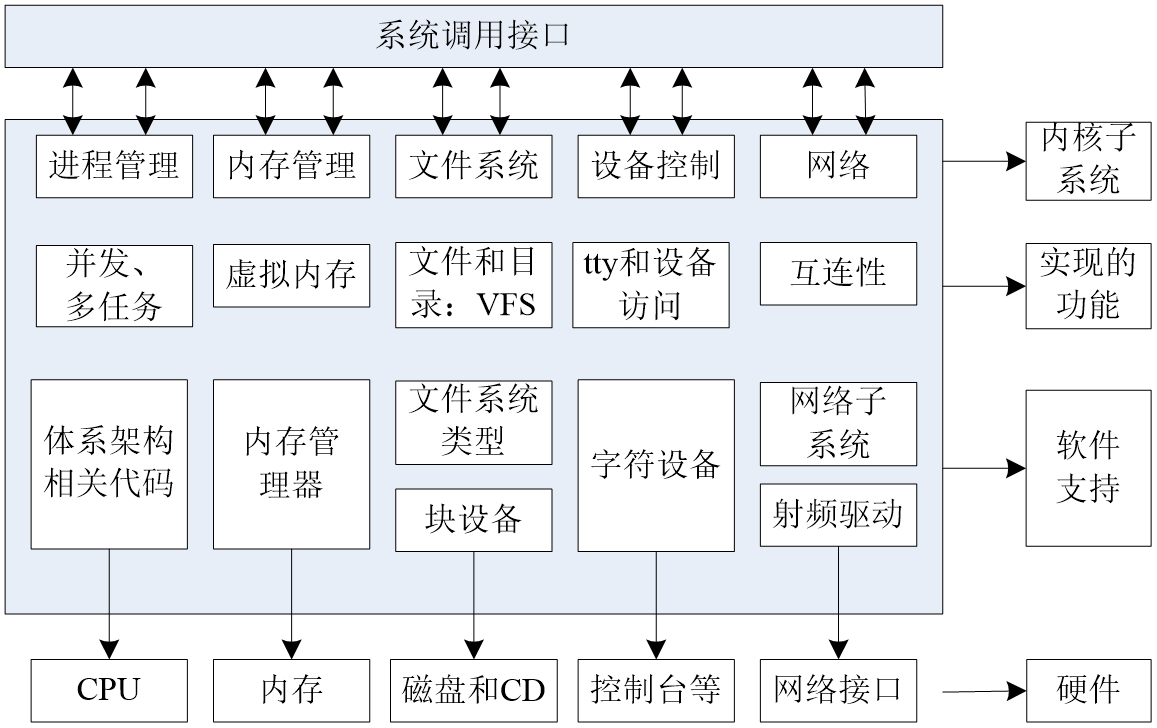 系统调用接口
进程管理
内存管理
文件系统
设备控制
网络
内核子
系统
并发、
多任务
虚拟内存
文件和目
录：VFS
tty和设备
访问
互连性
实现的
功能
体系架构
相关代码
内存管
理器
文件系统
类型
块设备
字符设备
网络子
系统
射频驱动
软件
支持
CPU
内存
磁盘和CD
控制台等
网络接口
硬件